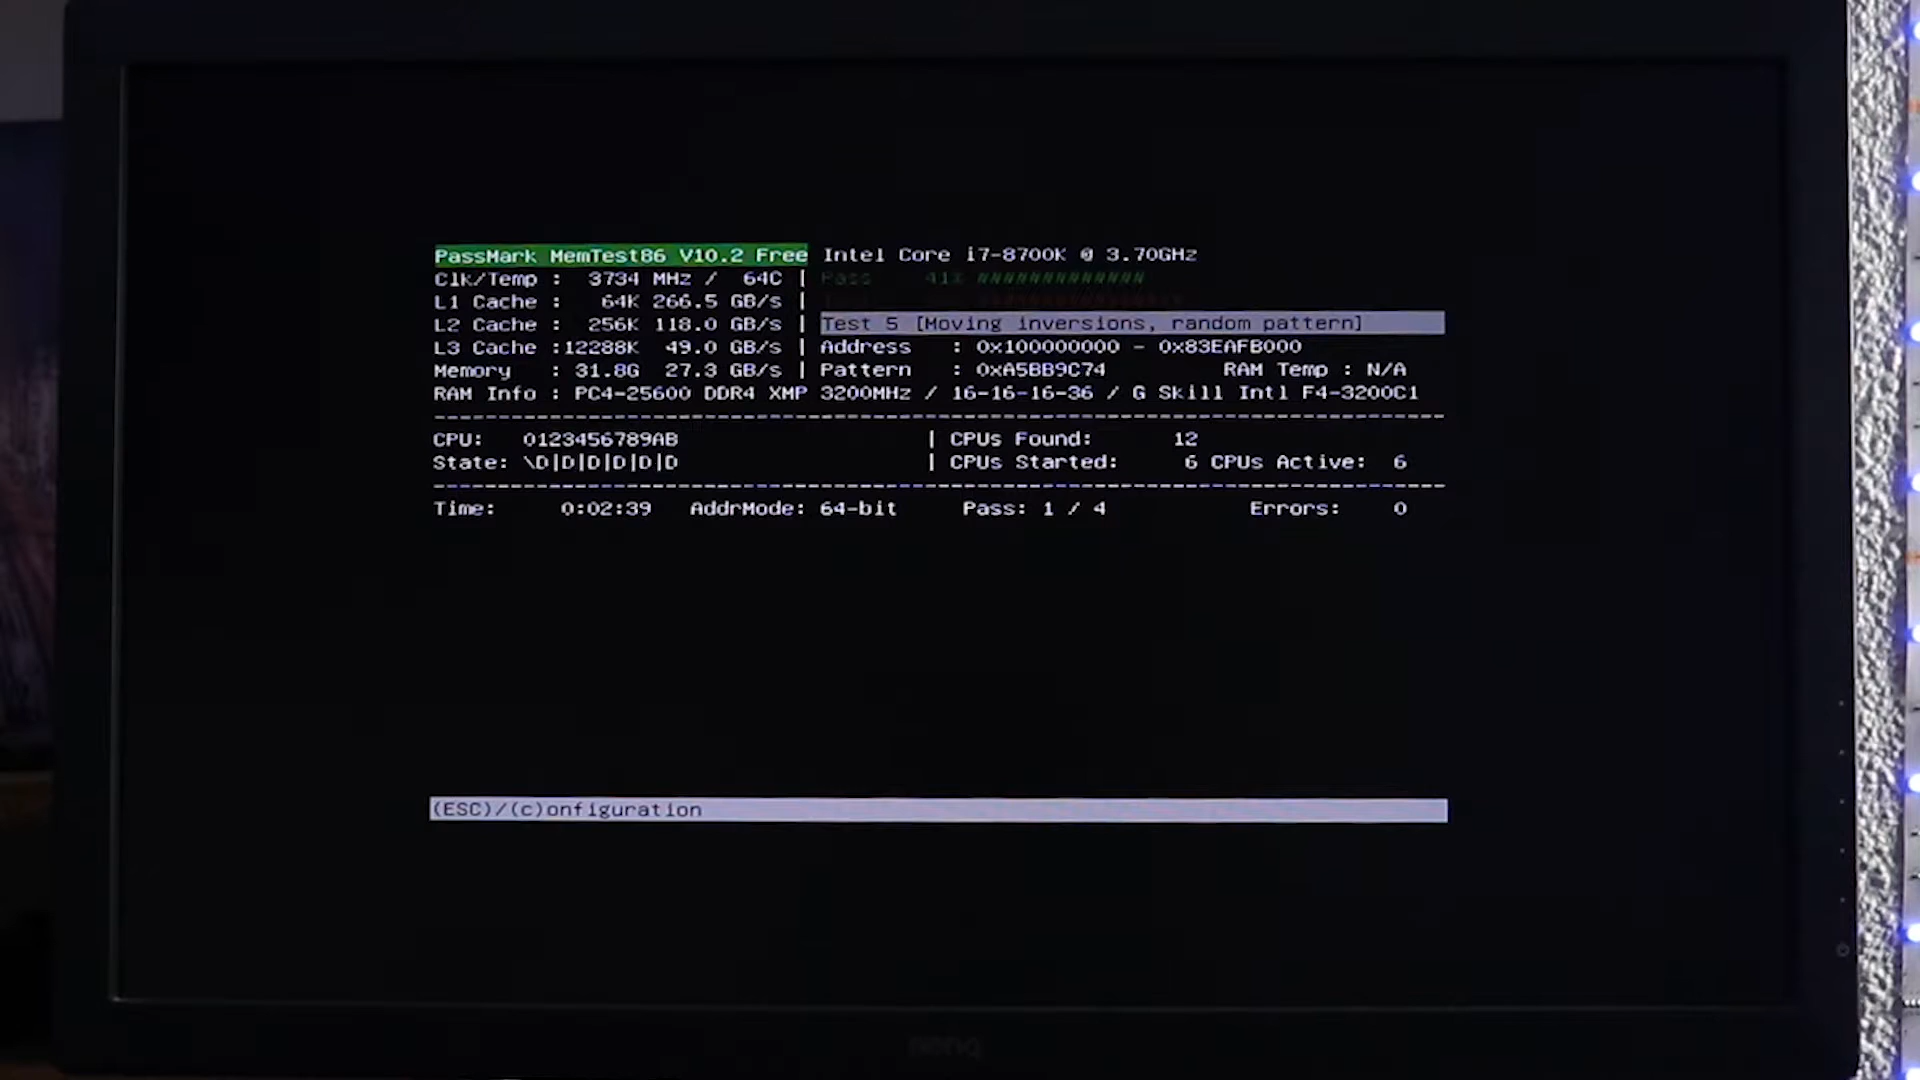 PassMark MemTest86 V10.2 Free Intel Core i7-8700K @ 3.70GHz
Clk/Temp : 3734 MHz / 64C | Pass 41% #############
L1 Cache : 64K 266.5 GB/s |
L2 Cache : 256K 118.0 GB/s | Test 5 [Moving inversions, random pattern]
L3 Cache :12288K 49.0 GB/s | Address : 0x100000000 - 0x83EAFB000
Memory : 31.8G 27.3 GB/s | Pattern : 0xA5BB9C74 RAM Temp : N/A
RAM Info : PC4-25600 DDR4 XMP 3200MHz / 16-16-16-36 / G Skill Intl F4-3200C1
------------------------------------------------------------------------------
CPU: 0123456789AB | CPUs Found: 12
State: \D|D|D|D|D|D | CPUs Started: 6 CPUs Active: 6
------------------------------------------------------------------------------
Time: 0:02:39 AddrMode: 64-bit Pass: 1 / 4 Errors: 0
(ESC)/(c)onfiguration